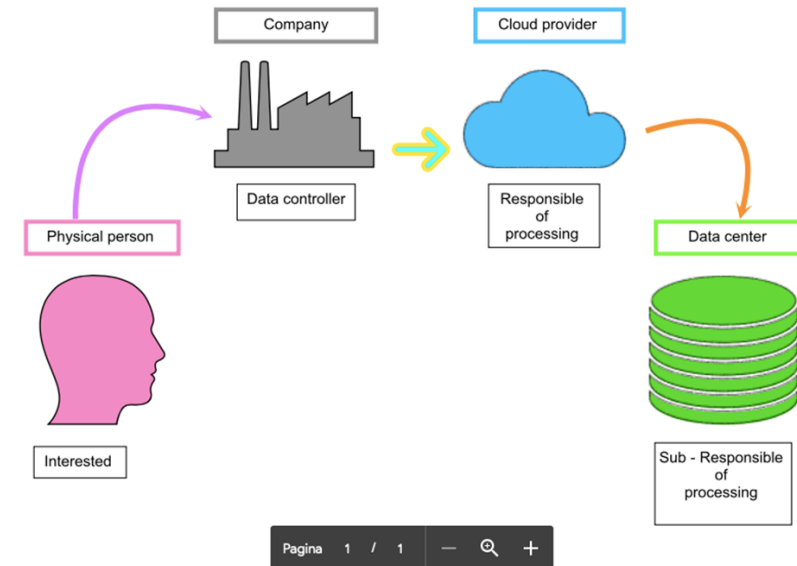 Company
Cloud provider
Data controller
Responsible
of
processing
Physical person
Data center
Interested
Sub - Responsible
of
processing
Pagina 1 / 1